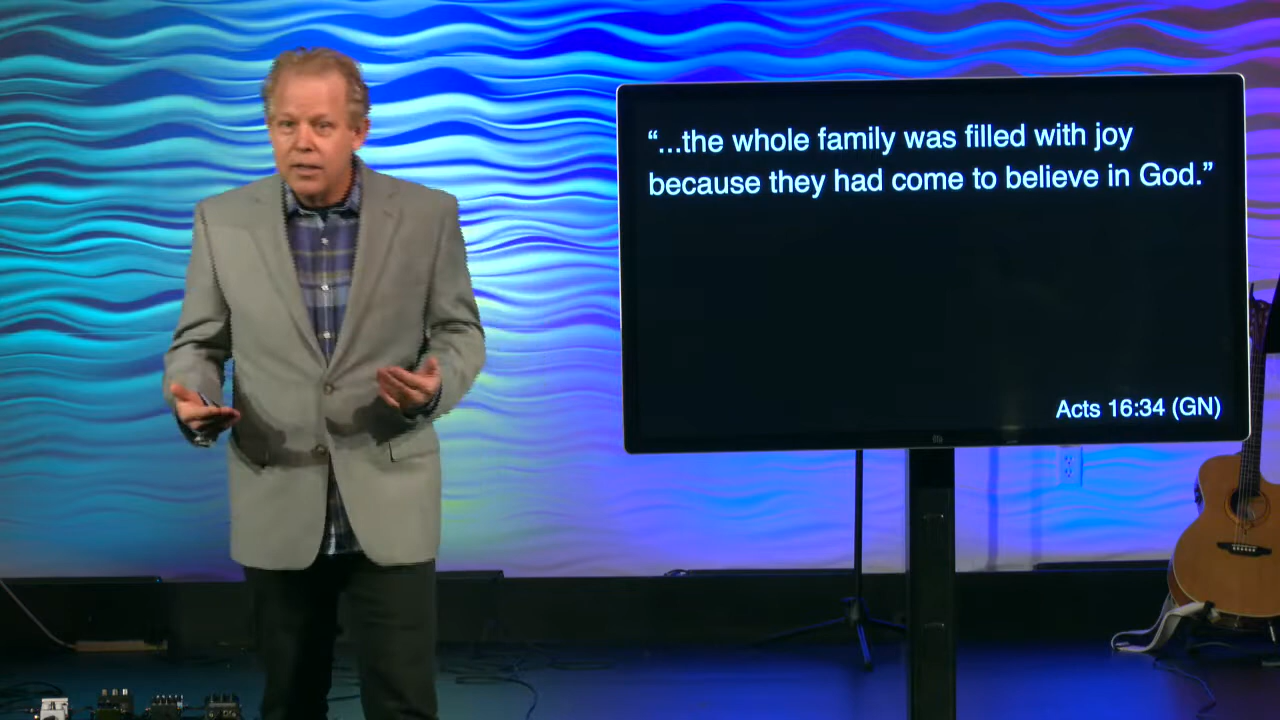 “...the whole family was filled with joy
because they had come to believe in God.”
Acts 16:34 (GN)